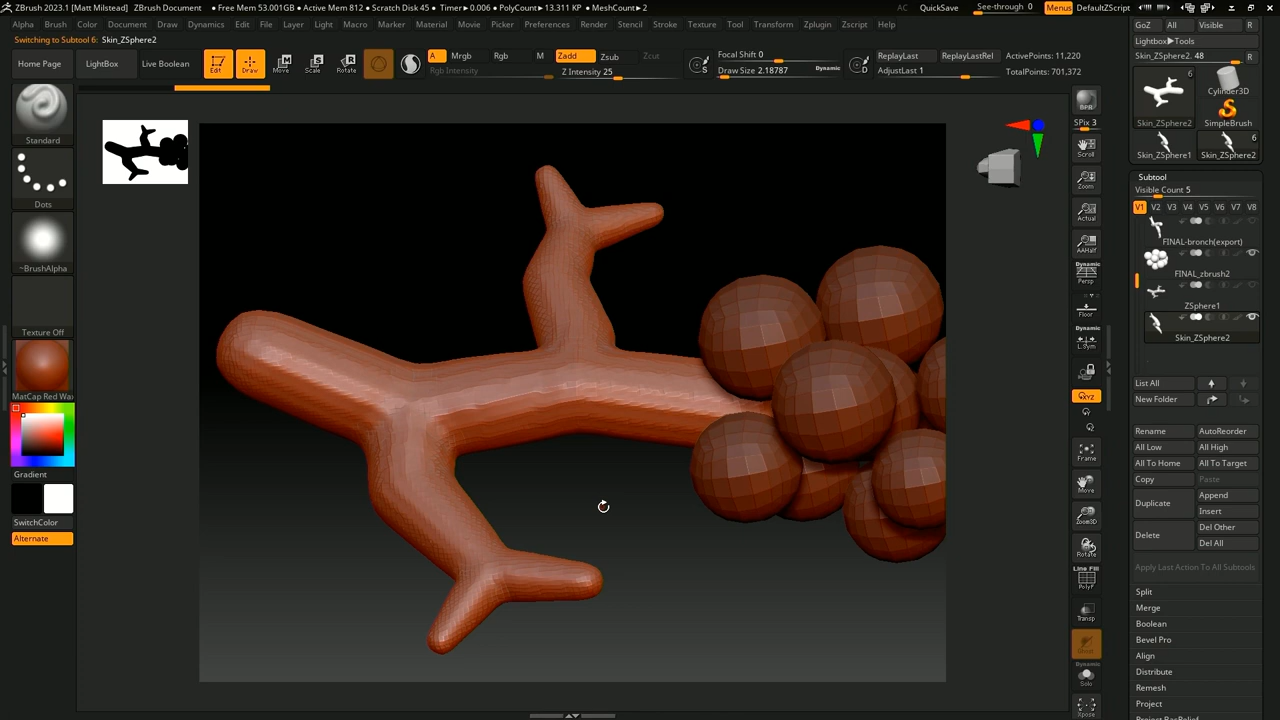 ZBrush 2023.1 [Matt Milstead] ZBrush Document • Free Mem 53.001GB • Active Mem 812 • Scratch Disk 45 • Timer▸0.006 • PolyCount▸13.311 KP • MeshCount▸2
AC QuickSave See-through 0 Menus DefaultZScript
Alpha Brush Color Document Draw Dynamics Edit File Layer Light Macro Marker Material Movie Picker Preferences Render Stencil Stroke Texture Tool Transform Zplugin Zscript Help
Switching to Subtool 6: Skin_ZSphere2
Home Page LightBox Live Boolean Edit Draw Move Scale Rotate
A Mrgb Rgb M Zadd Zsub Zcut
Rgb Intensity Z Intensity 25
Focal Shift 0
Draw Size 2.18787 Dynamic
S D
ReplayLast ReplayLastRel
AdjustLast 1
ActivePoints: 11,220
TotalPoints: 701,372
Standard
Dots
~BrushAlpha
Texture Off
MatCap Red Wa
Gradient
SwitchColor
Alternate
BPR
SPix 3
Scroll
Zoom
Actual
AAHalf
Dynamic
Persp
Floor
Dynamic
L.Sym
XYZ
Frame
Move
Zoom3D
Rotate
Line Fill
PolyF
Transp
Ghost
Dynamic
Solo
Xpose
GoZ All Visible R
Lightbox▶Tools
Skin_ZSphere2. 48 R
6
Skin_ZSphere2
Cylinder3D
SimpleBrush
6
Skin_ZSphere1 Skin_ZSphere2
Subtool
Visible Count 5
V1 V2 V3 V4 V5 V6 V7 V8
FINAL-bronch(export)
FINAL_zbrush2
ZSphere1
Skin_ZSphere2
List All
New Folder
Rename AutoReorder
All Low All High
All To Home All To Target
Copy Paste
Duplicate Append
Insert
Delete Del Other
Del All
Apply Last Action To All Subtools
Split
Merge
Boolean
Bevel Pro
Align
Distribute
Remesh
Project
Project BasRelief